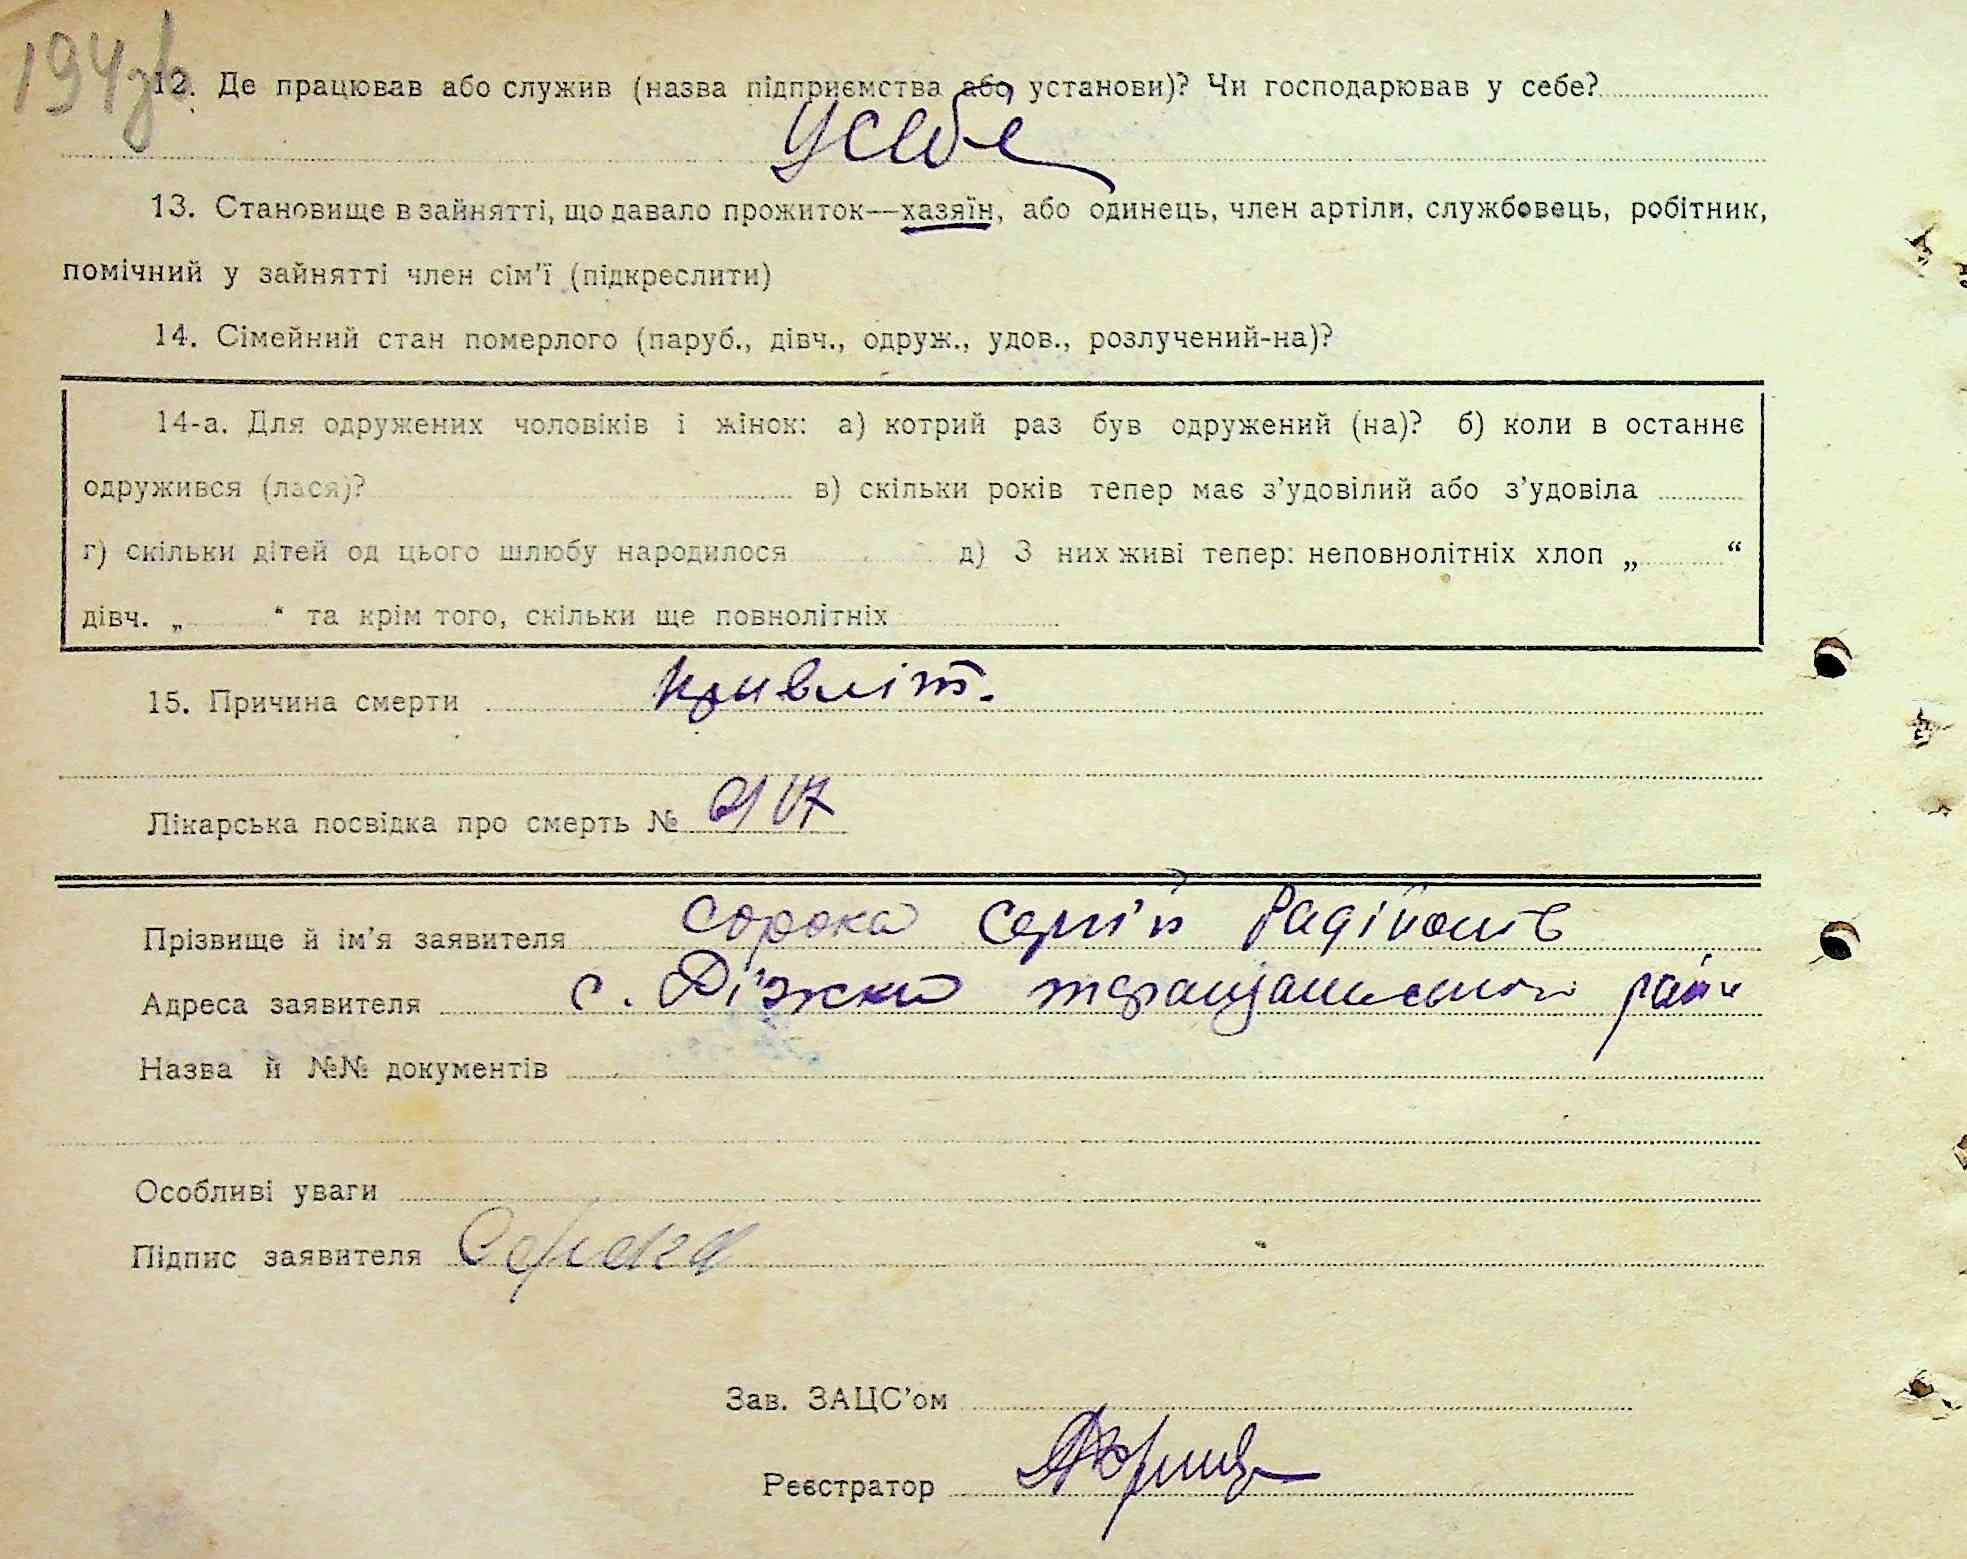 194зв
12. Де працював або служив (назва підприємства або установи)? Чи господарював у себе?
У себе
13. Становище в зайнятті, що давало прожиток—хазяїн, або одинець, член артіли, службовець, робітник,
помічний у зайнятті член сім'ї (підкреслити)
14. Сімейний стан померлого (паруб., дівч., одруж., удов., розлучений-на)?
14-а. Для одружених чоловіків і жінок: а) котрий раз був одружений (на)? б) коли в останнє
одружився (лася)? в) скільки років тепер має з'удовілий або з'удовіла
г) скільки дітей од цього шлюбу народилося д) З них живі тепер: неповнолітніх хлоп „ “
дівч. „ “ та крім того, скільки ще повнолітніх
15. Причина смерти
Лікарська посвідка про смерть №
Прізвище й ім'я заявителя Сорока Сергій
Адреса заявителя с. Ріжки
Назва й №№ документів
Особливі уваги
Підпис заявителя Сорока
Зав. ЗАЦС'ом
Реєстратор